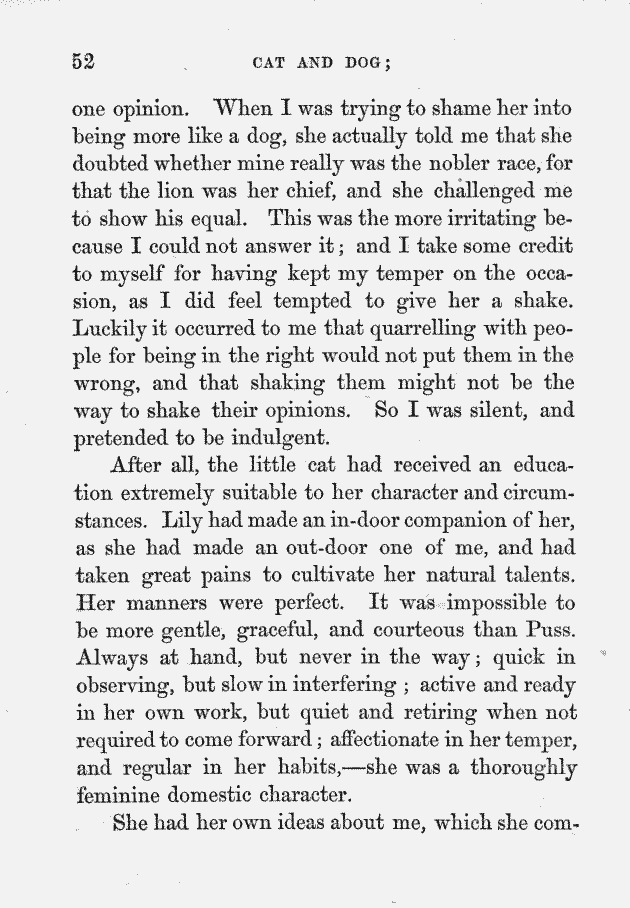 52 CAT AND DOG;
one opinion. When I was trying to shame her into
being more like a dog, she actually told me that she
doubted whether mine really was the nobler race, for
that the lion was her chief, and she challenged me
to show his equal. This was the more irritating be-
cause I could not answer it; and I take some credit
to myself for having kept my temper on the occa-
sion, as I did feel tempted to give her a shake.
Luckily it occurred to me that quarrelling with peo-
ple for being in the right would not put them in the
wrong, and that shaking them might not be the
way to shake their opinions. So I was silent, and
pretended to be indulgent.
After all, the little cat had received an educa-
tion extremely suitable to her character and circum-
stances. Lily had made an in-door companion of her,
as she had made an out-door one of me, and had
taken great pains to cultivate her natural talents.
Her manners were perfect. It was impossible to
be more gentle, graceful, and courteous than Puss.
Always at hand, but never in the way; quick in
observing, but slow in interfering ; active and ready
in her own work, but quiet and retiring when not
required to come forward; affectionate in her temper,
and regular in her habits,—she was a thoroughly
feminine domestic character.
She had her own ideas about me, which she com-